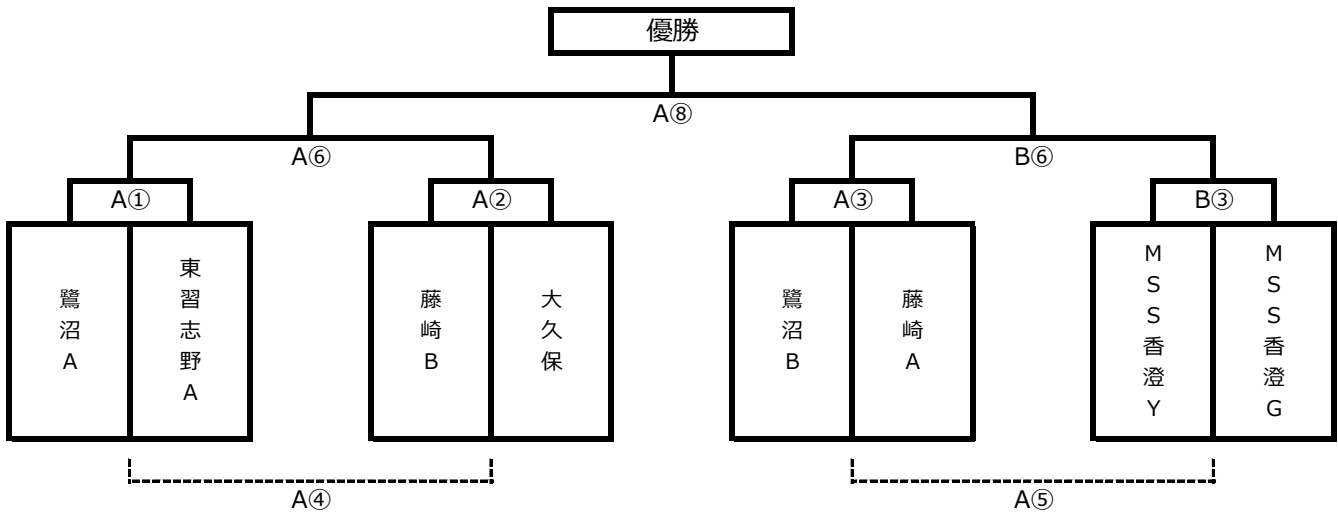 優勝
A⑧
A⑥
B⑥
A①
A②
A③
B③
鷺沼A
東習志野A
藤崎B
大久保
鷺沼B
藤崎A
MSS香澄Y
MSS香澄G
A④
A⑤